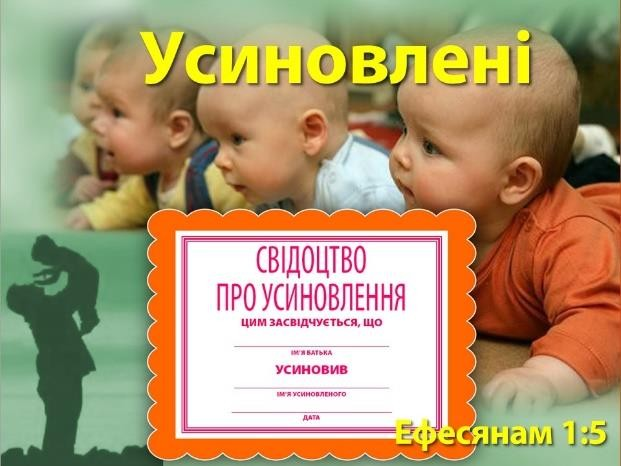 Усиновлені
СВІДОЦТВО
ПРО УСИНОВЛЕННЯ
ЦИМ ЗАСВІДЧУЄТЬСЯ, ЩО
ІМ'Я БАТЬКА
УСИНОВИВ
ІМ'Я УСИНОВЛЕНОГО
ДАТА
Ефесянам 1:5